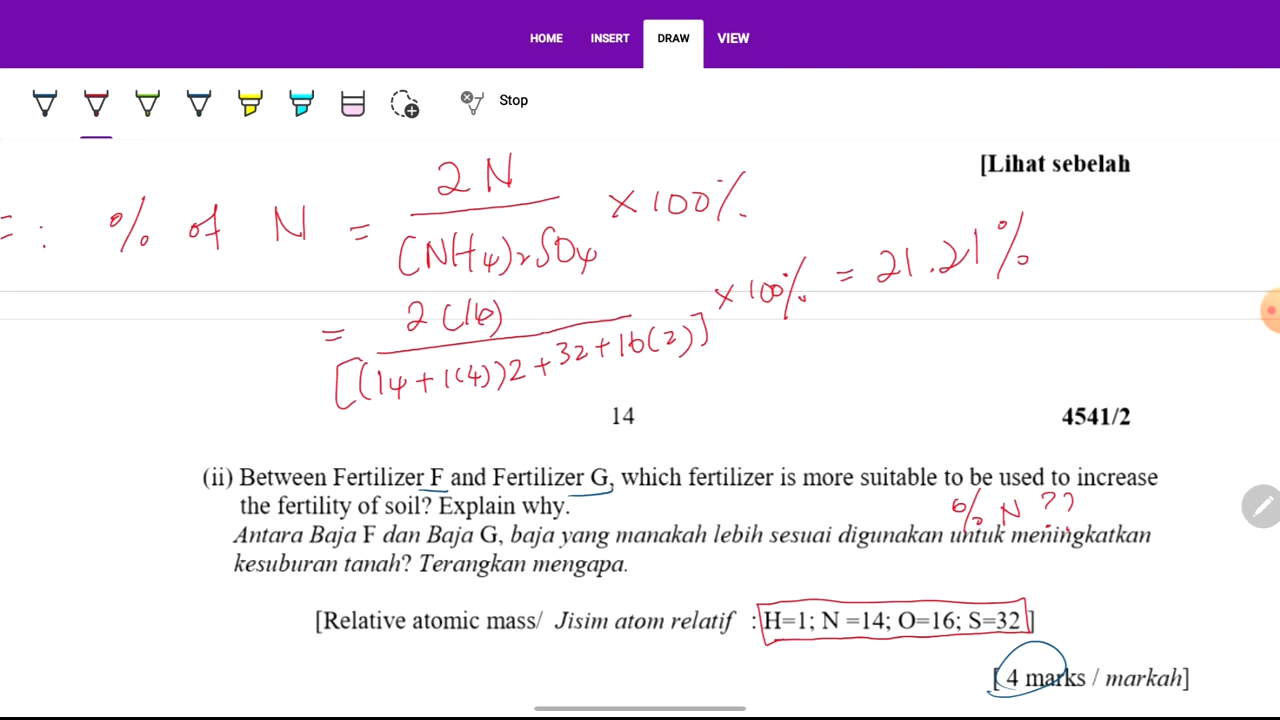 HOME INSERT DRAW VIEW
Stop
[Lihat sebelah
= : % of N = 2N / (NH4)2SO4 × 100%
= 2(16) / [(14+1(4))2+32+16(2)] × 100% = 21.21%
14 4541/2
(ii) Between Fertilizer F and Fertilizer G, which fertilizer is more suitable to be used to increase
the fertility of soil? Explain why.
% N ??
Antara Baja F dan Baja G, baja yang manakah lebih sesuai digunakan untuk meningkatkan
kesuburan tanah? Terangkan mengapa.
[Relative atomic mass/ Jisim atom relatif : H=1; N =14; O=16; S=32 ]
[ 4 marks / markah]